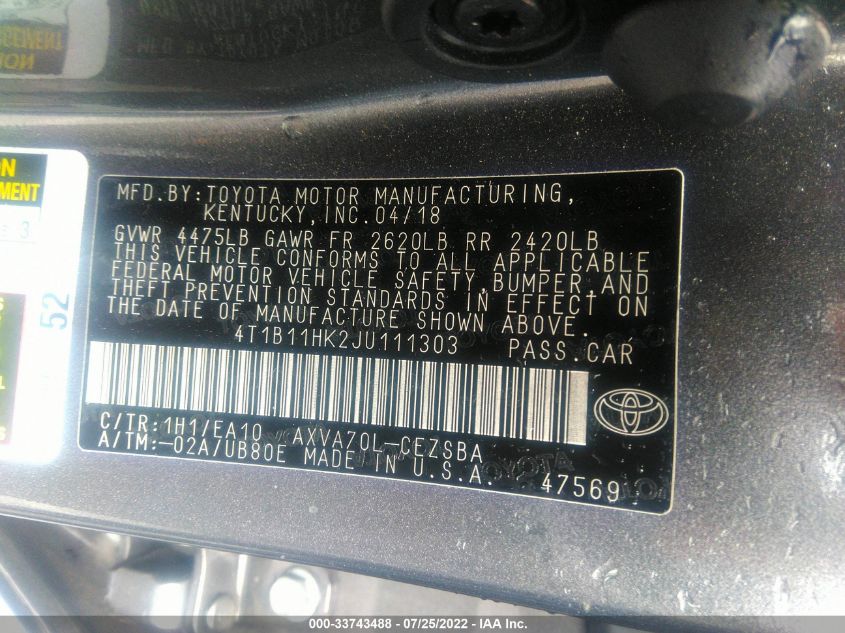 ON
MENT
3
52
MFD.BY:TOYOTA MOTOR MANUFACTURING,
KENTUCKY,INC.04/18
GVWR 4475LB GAWR FR 2620LB RR 2420LB
THIS VEHICLE CONFORMS TO ALL APPLICABLE
FEDERAL MOTOR VEHICLE SAFETY,BUMPER,AND
THEFT PREVENTION STANDARDS IN EFFECT ON
THE DATE OF MANUFACTURE SHOWN ABOVE.
4T1B11HK2JU111303 PASS.CAR
C/TR:1H1/EA10 AXVA70L-CEZSBA
A/TM:-02A/UB80E MADE IN U.S.A.
47569
000-33743488 - 07/25/2022 - IAA Inc.